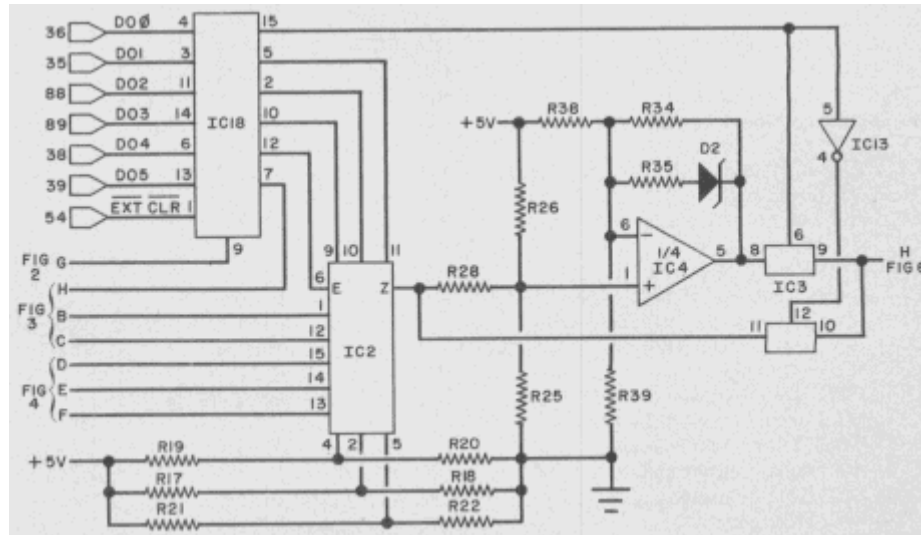 36 DO0 4 15
35 DO1 3 5
88 DO2 11 2
89 DO3 14 10
38 DO4 6 12
39 DO5 13 7
54 EXT CLR 1
IC18
9
FIG 2 G
FIG 3 H
B 1
C 12
FIG 4 D 15
E 14
F 13
9 10 11
6 E Z
IC2
4 2 5
+5V R38 R34
R35 D2
R26
6 −
1/4
IC4 5
1 +
R28
5
4 IC13
6
8 9
IC3
12
11 10
H
FIG 6
R25 R39
+5V R19 R20
R17 R18
R21 R22